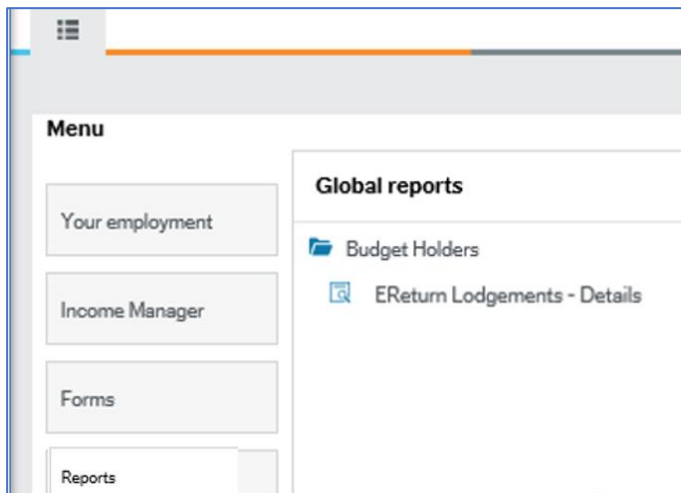 Menu
Your employment
Income Manager
Forms
Reports
Global reports
Budget Holders
EReturn Lodgements - Details